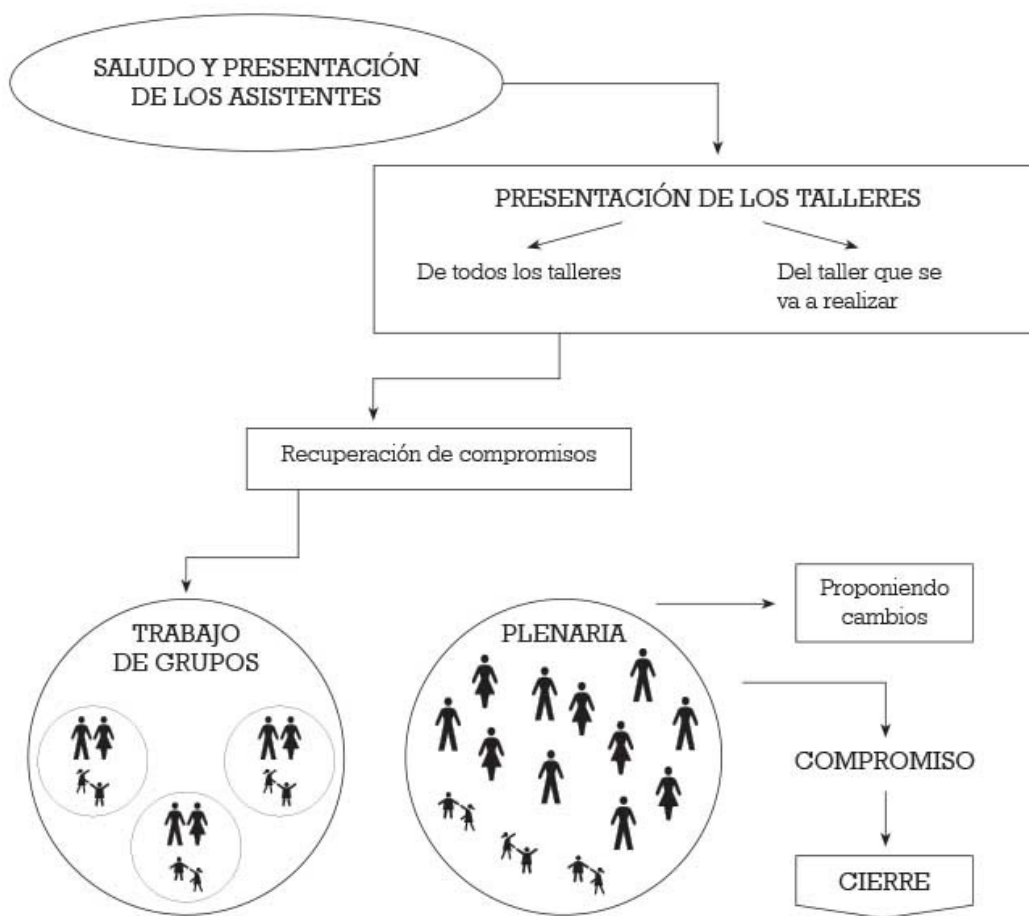 SALUDO Y PRESENTACIÓN
DE LOS ASISTENTES
PRESENTACIÓN DE LOS TALLERES
De todos los talleres
Del taller que se
va a realizar
Recuperación de compromisos
TRABAJO
DE GRUPOS
PLENARIA
Proponiendo
cambios
COMPROMISO
CIERRE